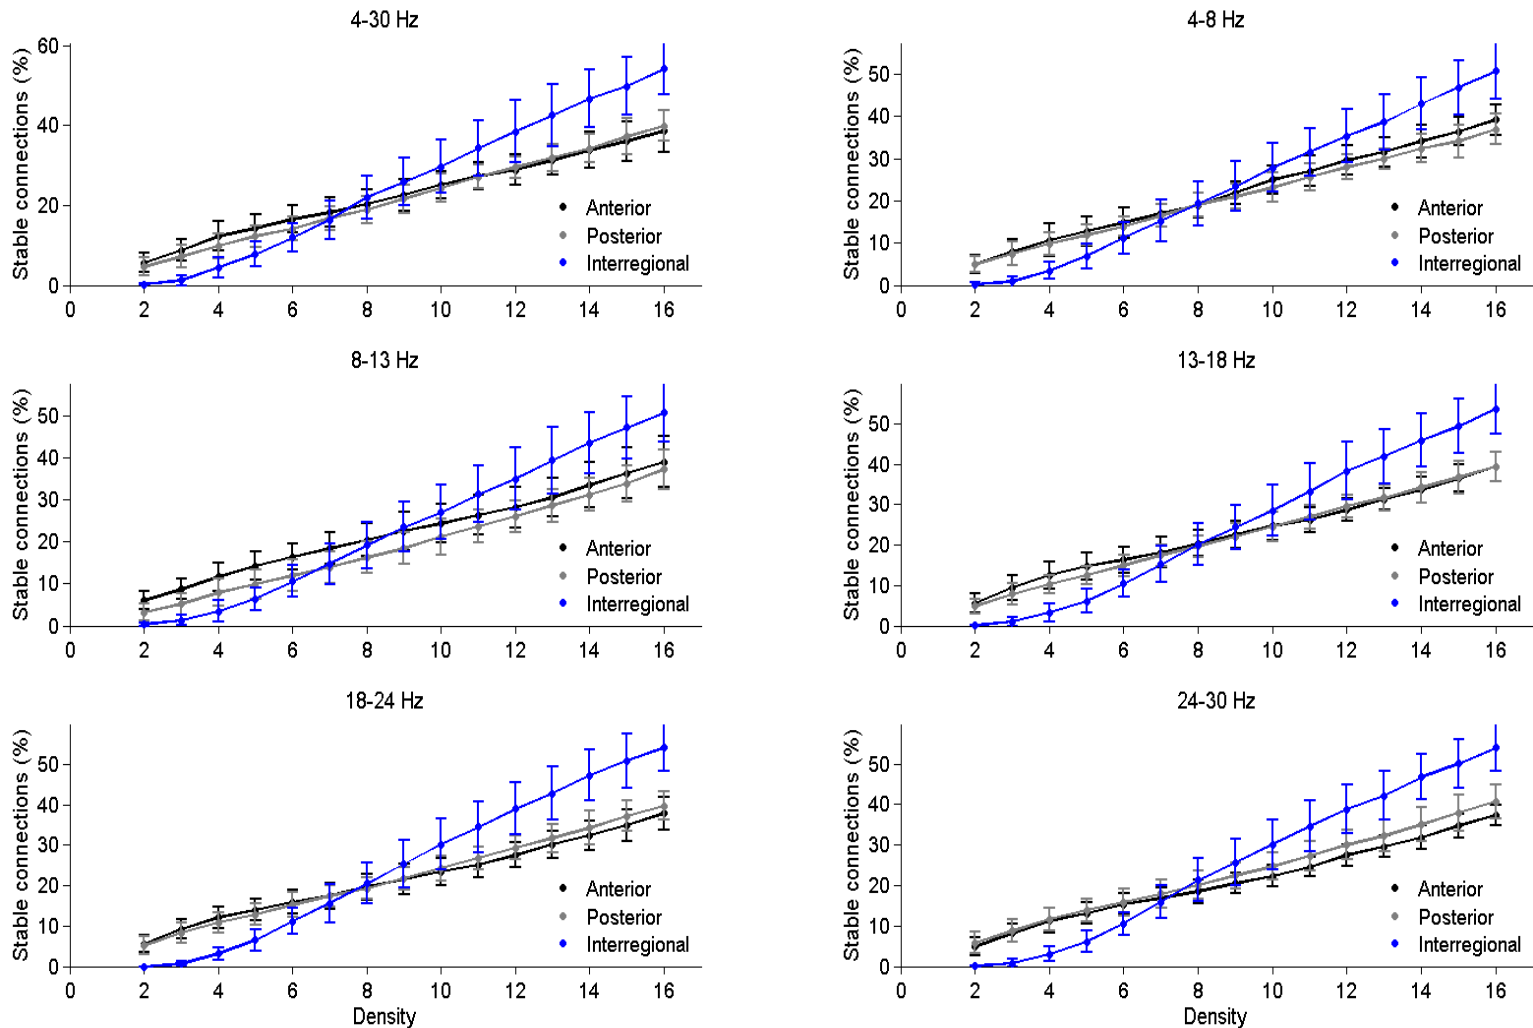 4-30 Hz
Stable connections (%)
60
40
20
0
0 2 4 6 8 10 12 14 16
Anterior
Posterior
Interregional
4-8 Hz
Stable connections (%)
50
40
30
20
10
0
0 2 4 6 8 10 12 14 16
Anterior
Posterior
Interregional
8-13 Hz
Stable connections (%)
50
40
30
20
10
0
0 2 4 6 8 10 12 14 16
Anterior
Posterior
Interregional
13-18 Hz
Stable connections (%)
50
40
30
20
10
0
0 2 4 6 8 10 12 14 16
Anterior
Posterior
Interregional
18-24 Hz
Stable connections (%)
50
40
30
20
10
0
0 2 4 6 8 10 12 14 16
Density
Anterior
Posterior
Interregional
24-30 Hz
Stable connections (%)
50
40
30
20
10
0
0 2 4 6 8 10 12 14 16
Density
Anterior
Posterior
Interregional